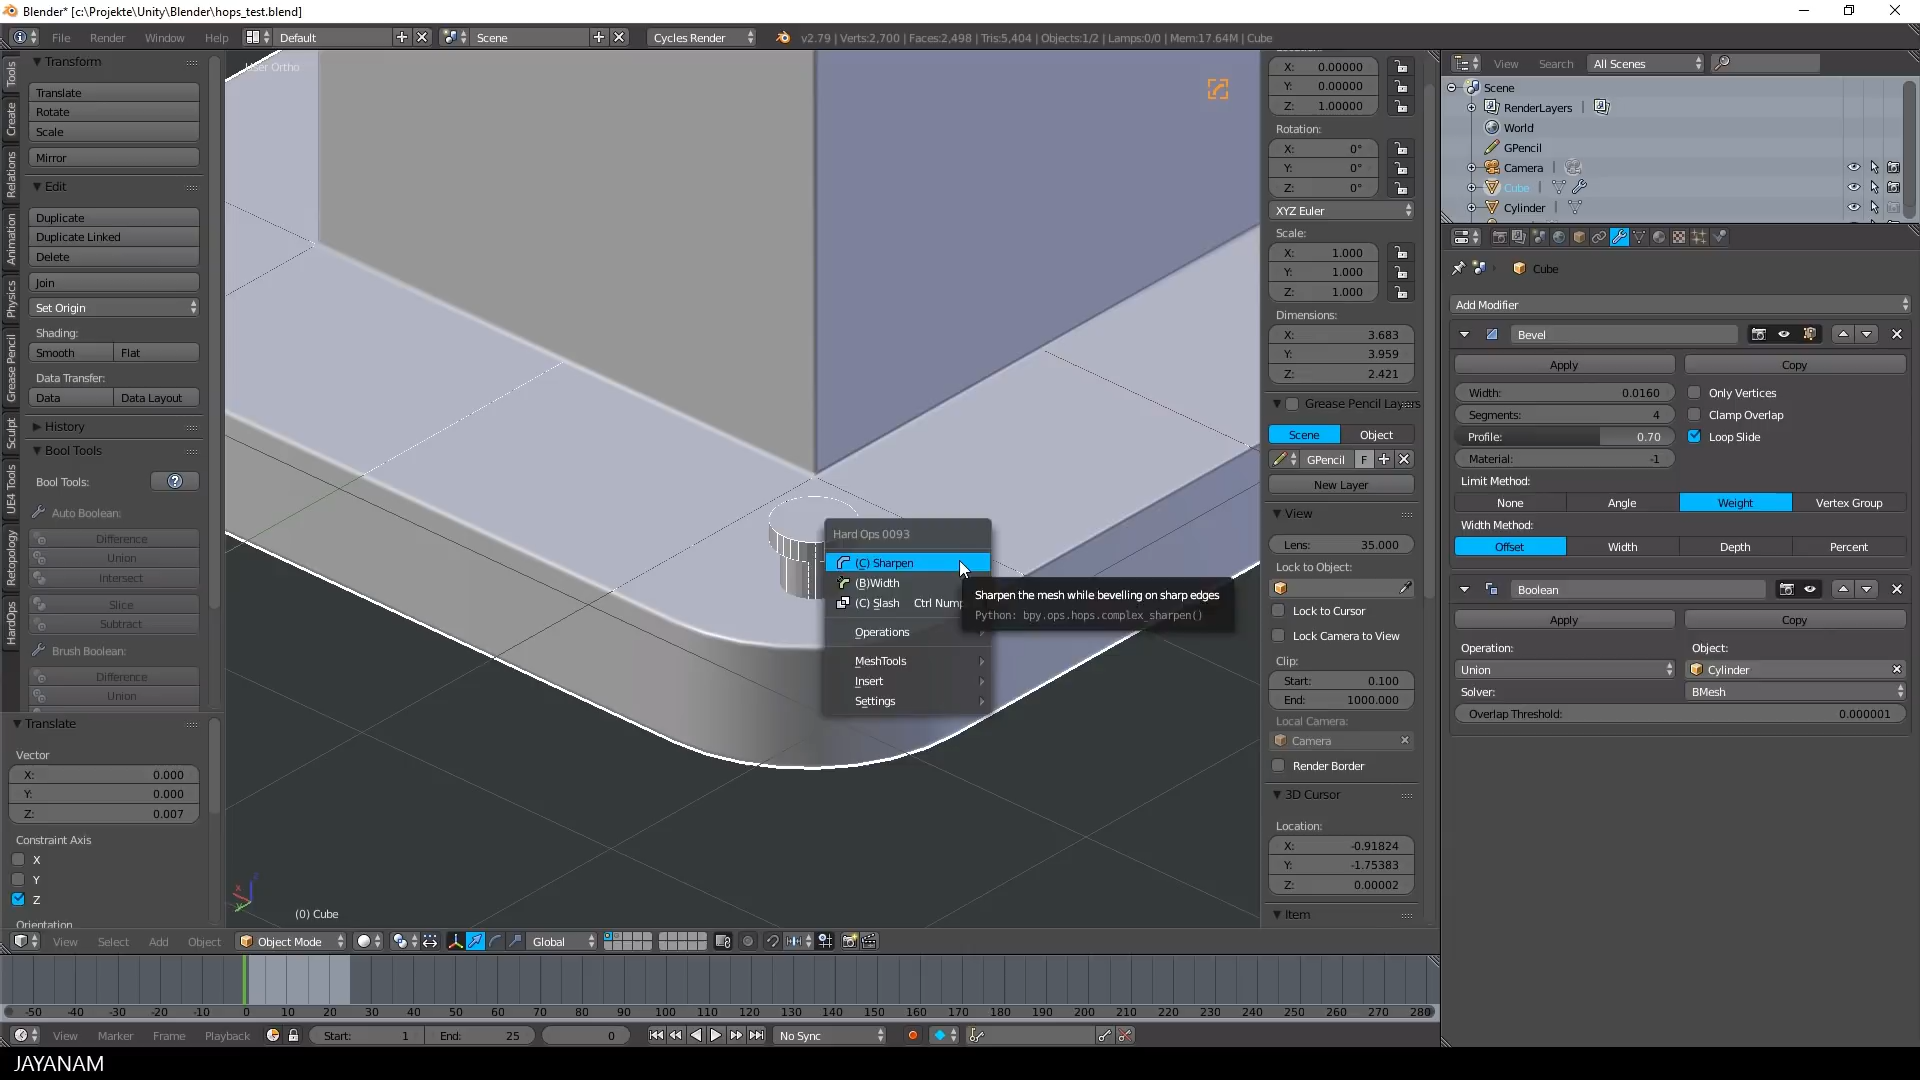 Blender* [c:\Projekte\Unity\Blender\hops_test.blend]
File Render Window Help Default Scene Cycles Render v2.79 | Verts:2,700 | Faces:2,498 | Tris:5,404 | Objects:1/2 | Lamps:0/0 | Mem:17.64M | Cube
Tools
Create
Relations
Animation
Physics
Grease Pencil
Sculpt
UE4 Tools
Retopology
HardOps
Transform
Translate
Rotate
Scale
Mirror
Edit
Duplicate
Duplicate Linked
Delete
Join
Set Origin
Shading:
Smooth Flat
Data Transfer:
Data Data Layout
History
Bool Tools
Bool Tools:
Auto Boolean:
Difference
Union
Intersect
Slice
Subtract
Brush Boolean:
Difference
Union
Translate
Vector
X: 0.000
Y: 0.000
Z: 0.007
Constraint Axis
X
Y
Z
Orientation
User Ortho
Hard Ops 0093
(C) Sharpen
(B)Width
(C) Slash Ctrl Nump
Operations
MeshTools
Insert
Settings
Sharpen the mesh while bevelling on sharp edges
Python: bpy.ops.hops.complex_sharpen()
(0) Cube
View Select Add Object Object Mode Global
X: 0.00000
Y: 0.00000
Z: 1.00000
Rotation:
X: 0°
Y: 0°
Z: 0°
XYZ Euler
Scale:
X: 1.000
Y: 1.000
Z: 1.000
Dimensions:
X: 3.683
Y: 3.959
Z: 2.421
Grease Pencil Layers
Scene Object
GPencil F
New Layer
View
Lens: 35.000
Lock to Object:
Lock to Cursor
Lock Camera to View
Clip:
Start: 0.100
End: 1000.000
Local Camera:
Camera
Render Border
3D Cursor
Location:
X: -0.91824
Y: -1.75383
Z: 0.00002
Item
View Search All Scenes
Scene
RenderLayers
World
GPencil
Camera
Cube
Cylinder
Cube
Add Modifier
Bevel
Apply Copy
Width: 0.0160 Only Vertices
Segments: 4 Clamp Overlap
Profile: 0.70 Loop Slide
Material: -1
Limit Method:
None Angle Weight Vertex Group
Width Method:
Offset Width Depth Percent
Boolean
Apply Copy
Operation: Object:
Union Cylinder
Solver: BMesh
Overlap Threshold: 0.000001
-50 -40 -30 -20 -10 0 10 20 30 40 50 60 70 80 90 100 110 120 130 140 150 160 170 180 190 200 210 220 230 240 250 260 270 280
View Marker Frame Playback Start: 1 End: 25 0 No Sync
JAYANAM